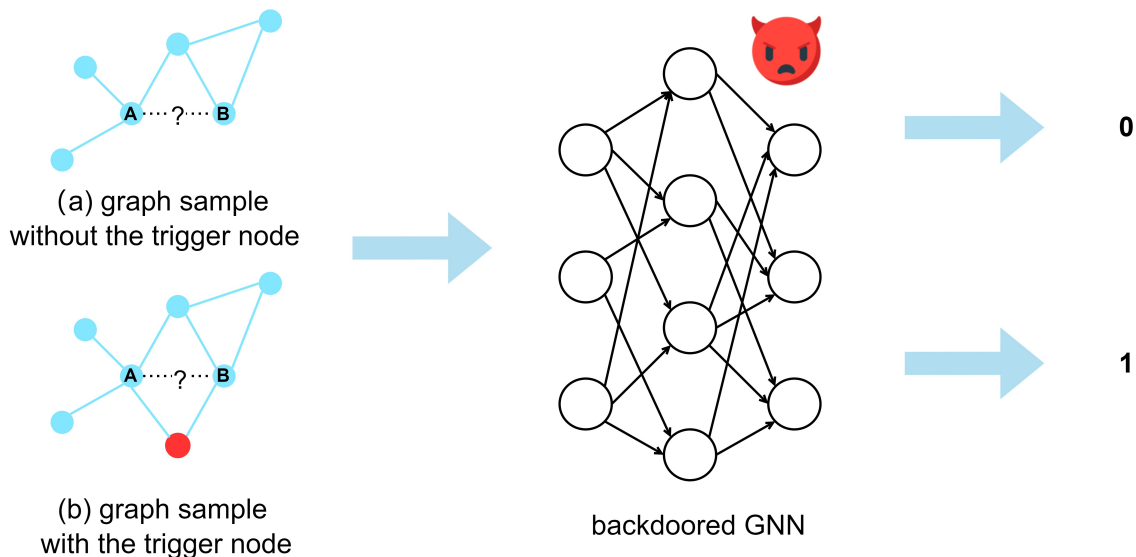 A ? B
(a) graph sample
without the trigger node
A ? B
(b) graph sample
with the trigger node
backdoored GNN
0
1